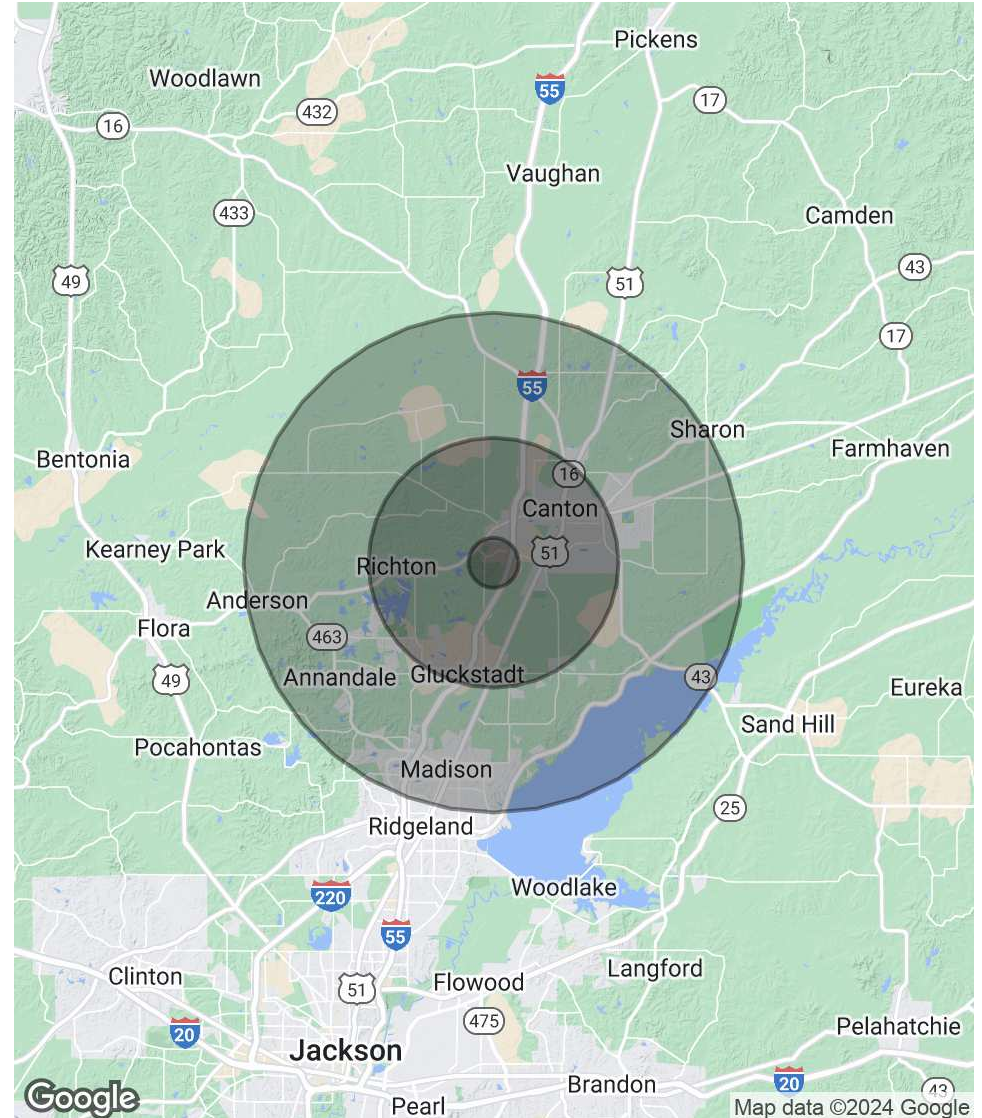 Pickens
Woodlawn
55
17
432
16
Vaughan
433
Camden
43
49
51
17
55
Sharon
Farmhaven
Bentonia
16
Canton
Kearney Park
51
Richton
Anderson
Flora
463
Annandale
Gluckstadt
43
49
Eureka
Sand Hill
Pocahontas
Madison
25
Ridgeland
Woodlake
220
55
Langford
Clinton
51
Flowood
475
20
Pelahatchie
Jackson
20
Brandon
43
Google
Pearl
Map data ©2024 Google